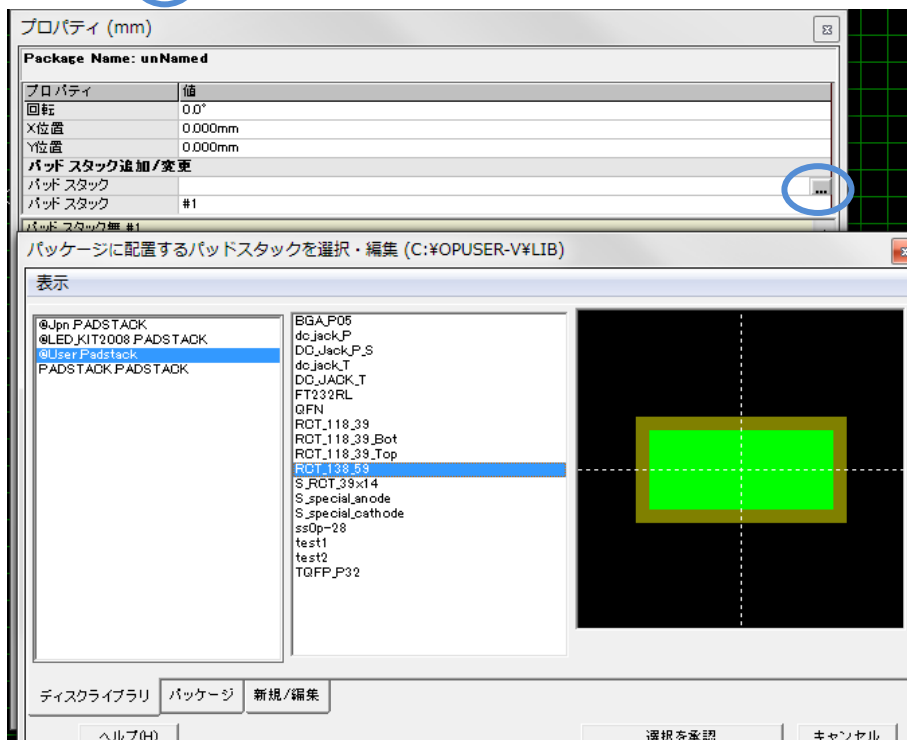 プロパティ (mm)
Package Name: unNamed
プロパティ 値
回転 0.0°
X位置 0.000mm
Y位置 0.000mm
パッド スタック追加/変更
パッド スタック ...
パッド スタック #1
パッド スタック無 #1
パッケージに配置するパッドスタックを選択・編集 (C:¥OPUSER-V¥LIB)
表示
@Jpn.PADSTACK
@LED_KIT2008.PADSTACK
@User.Padstack
PADSTACK.PADSTACK
BGA_P05
dc_jack_P
DC_Jack_P_S
dc_jack_T
DC_JACK_T
FT232RL
QFN
RCT_118_39
RCT_118_39_Bot
RCT_118_39_Top
RCT_138_59
S_RCT_39x14
S_special_anode
S_special_cathode
ssOp-28
test1
test2
TQFP_P32
ディスクライブラリ パッケージ 新規/編集
ヘルプ(H) 選択を承認 キャンセル